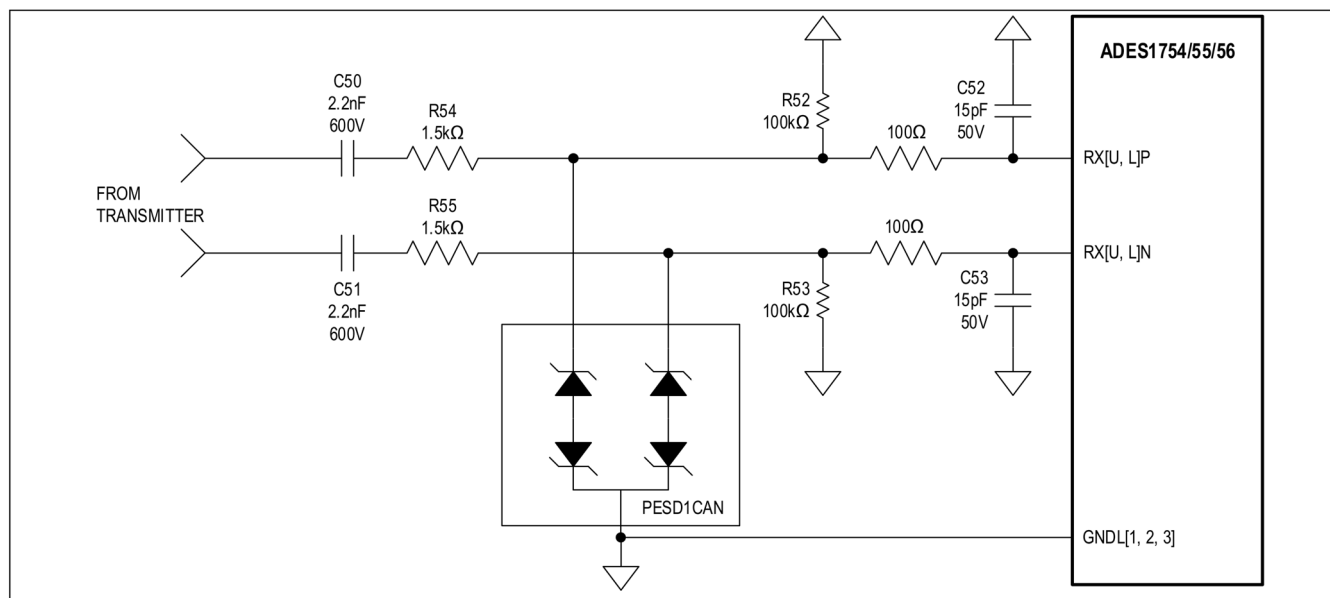 ADES1754/55/56
C50
2.2nF
600V
R54
1.5kΩ
R52
100kΩ
100Ω
C52
15pF
50V
RX[U, L]P
FROM
TRANSMITTER
R55
1.5kΩ
100Ω
RX[U, L]N
C51
2.2nF
600V
R53
100kΩ
C53
15pF
50V
PESD1CAN
GNDL[1, 2, 3]